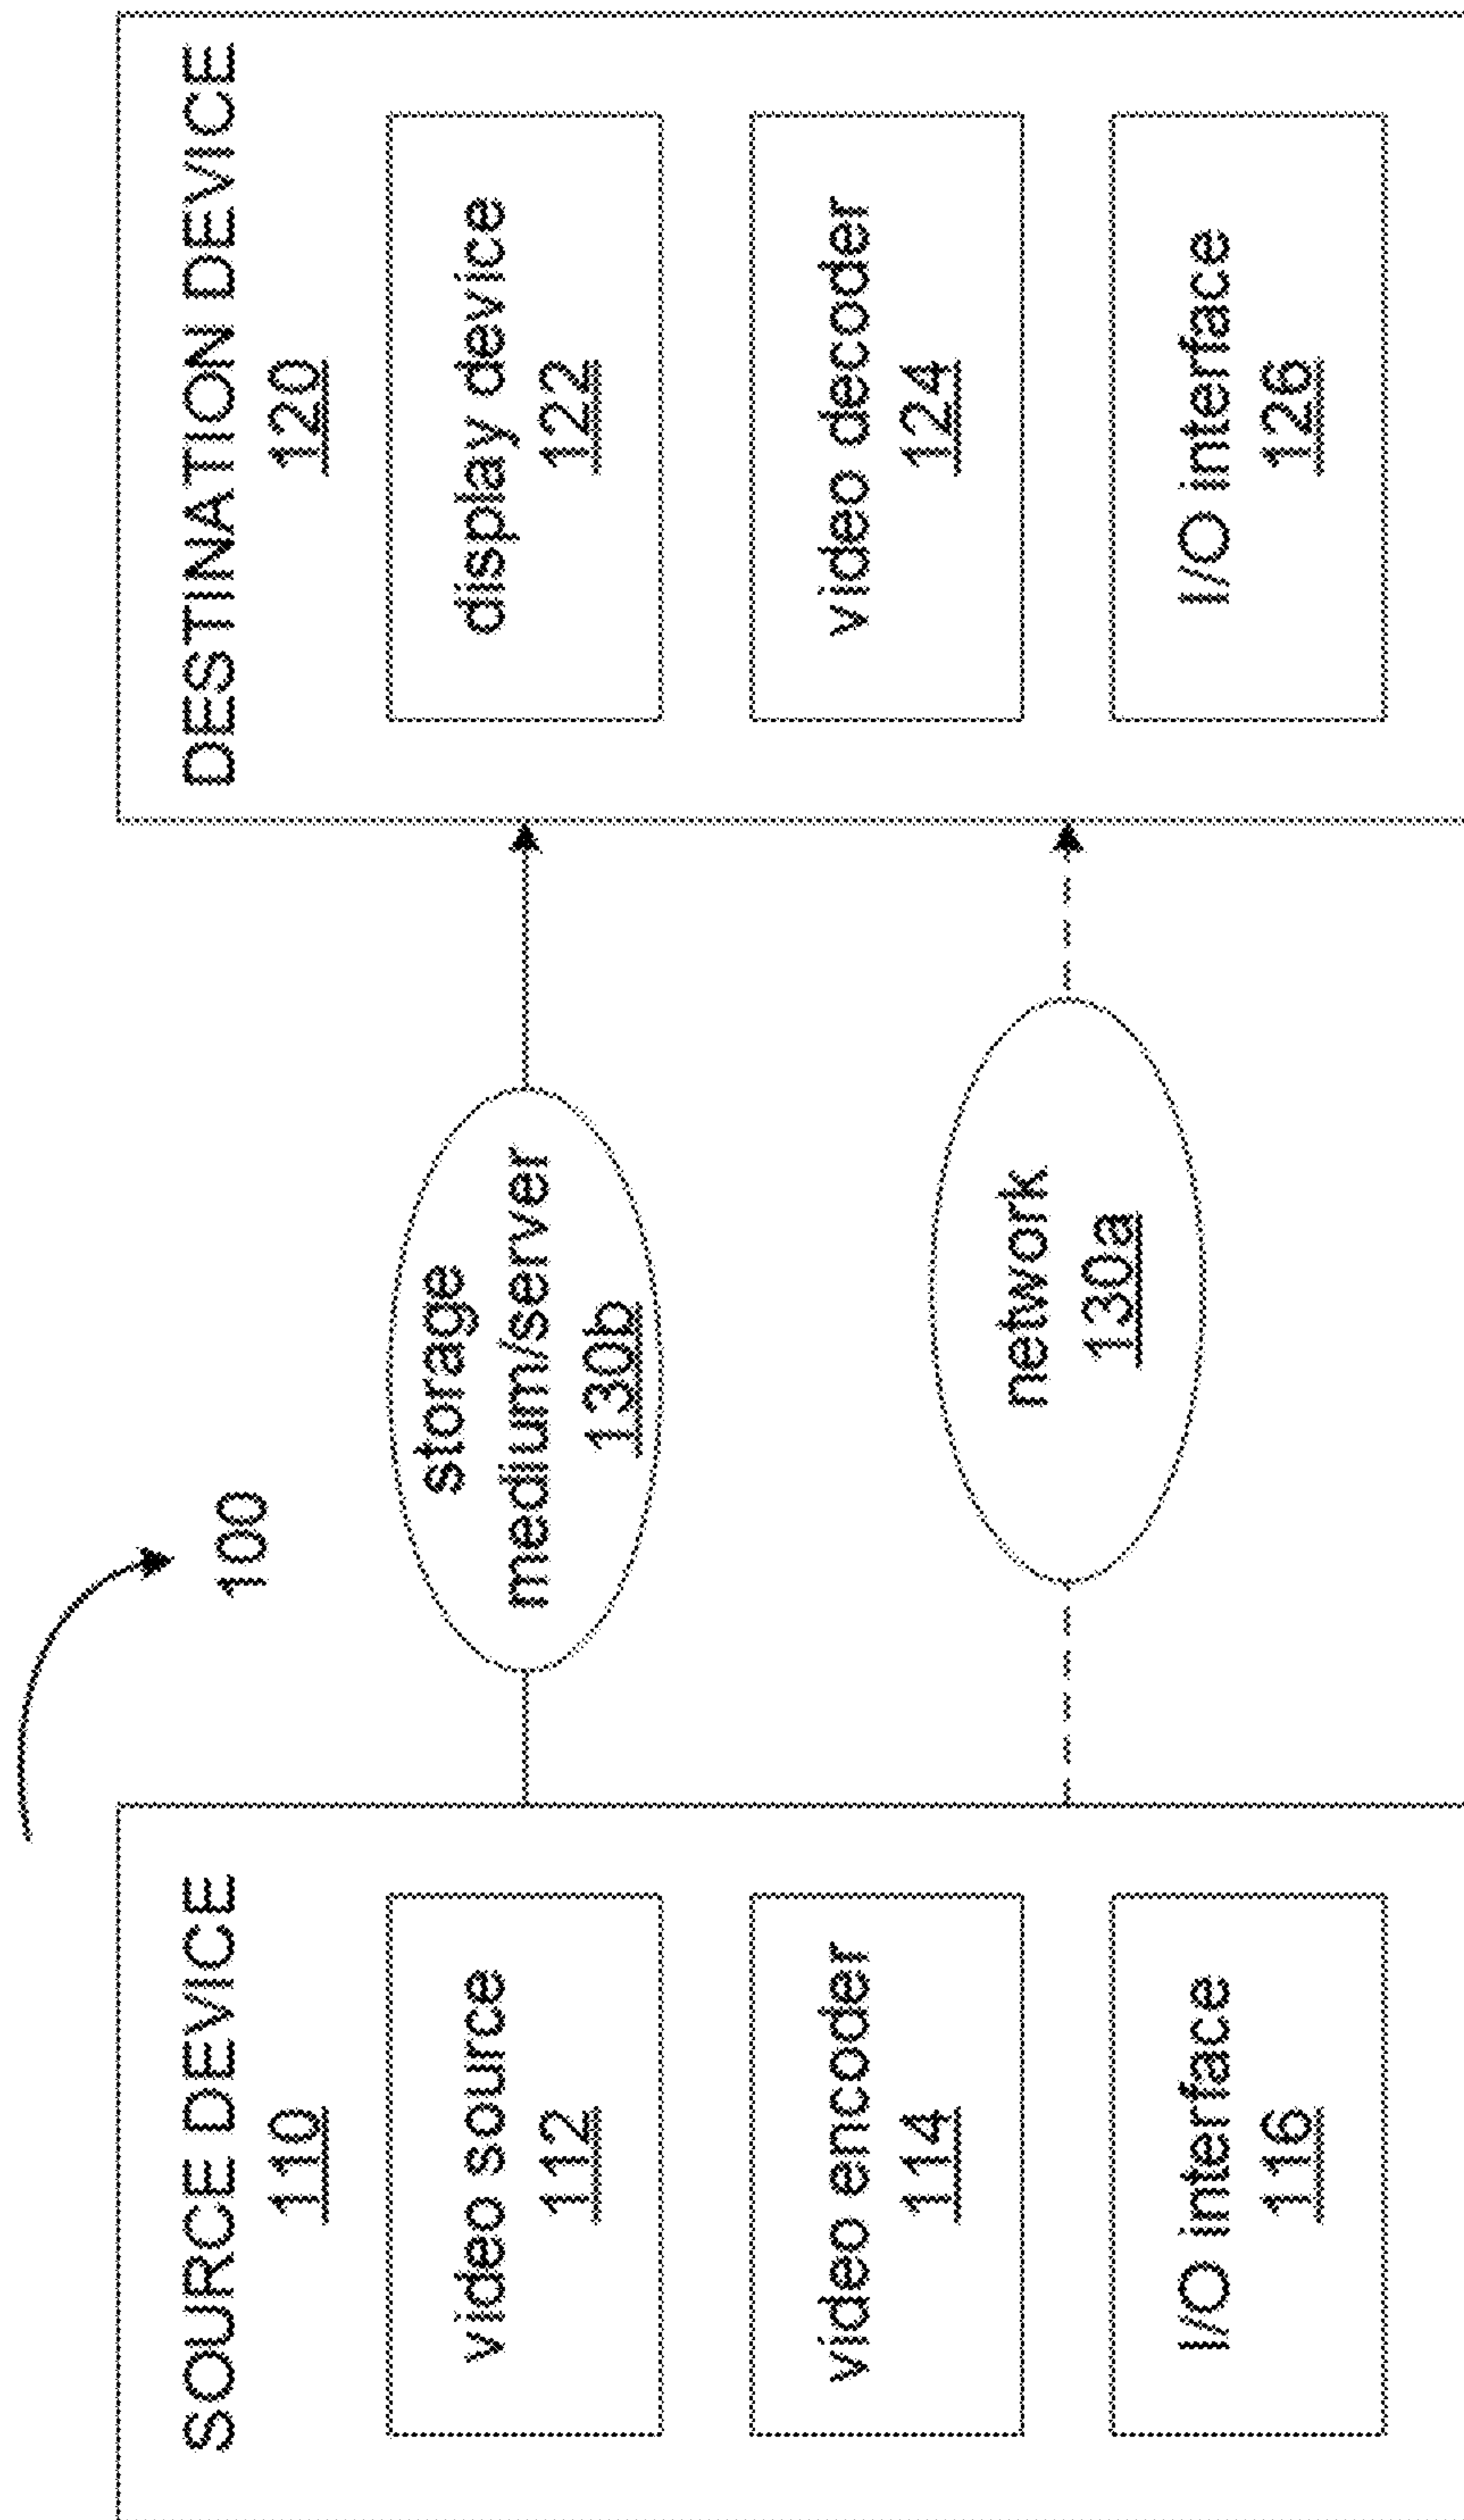 100
SOURCE DEVICE
110
video source
112
video encoder
114
I/O interface
116
storage
medium/server
130b
network
130a
DESTINATION DEVICE
120
display device
122
video decoder
124
I/O interface
126